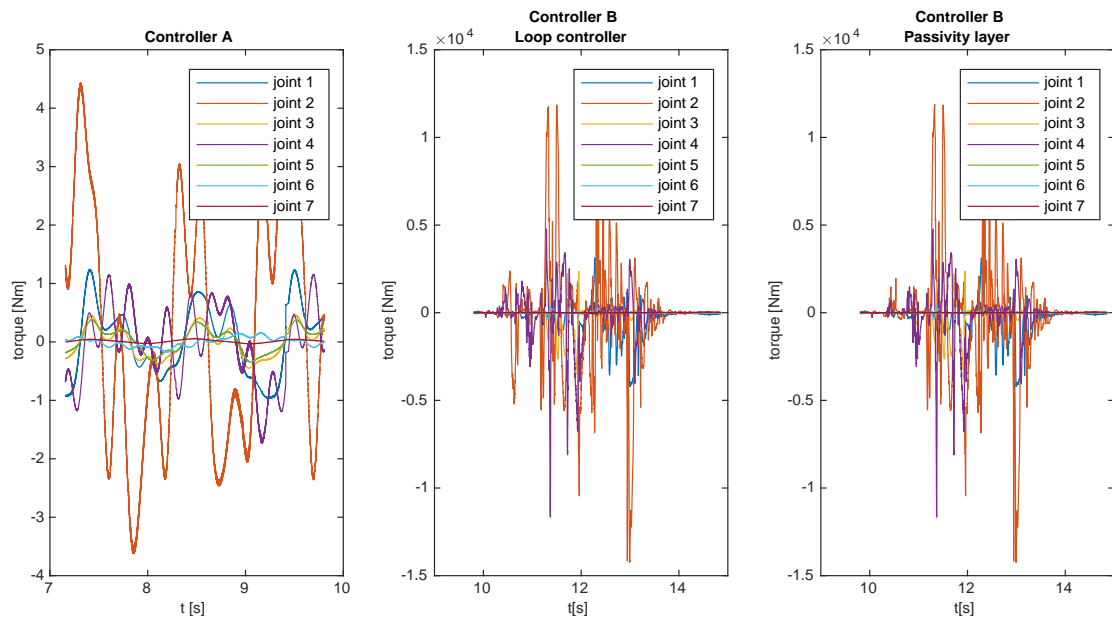 Controller A
5
4
3
2
1
0
-1
-2
-3
-4
torque [Nm]
7
8
9
10
t [s]
joint 1
joint 2
joint 3
joint 4
joint 5
joint 6
joint 7
Controller B
Loop controller
×10⁴
1.5
1
0.5
0
-0.5
-1
-1.5
torque [Nm]
10
12
14
t[s]
joint 1
joint 2
joint 3
joint 4
joint 5
joint 6
joint 7
Controller B
Passivity layer
×10⁴
1.5
1
0.5
0
-0.5
-1
-1.5
torque [Nm]
10
12
14
t[s]
joint 1
joint 2
joint 3
joint 4
joint 5
joint 6
joint 7